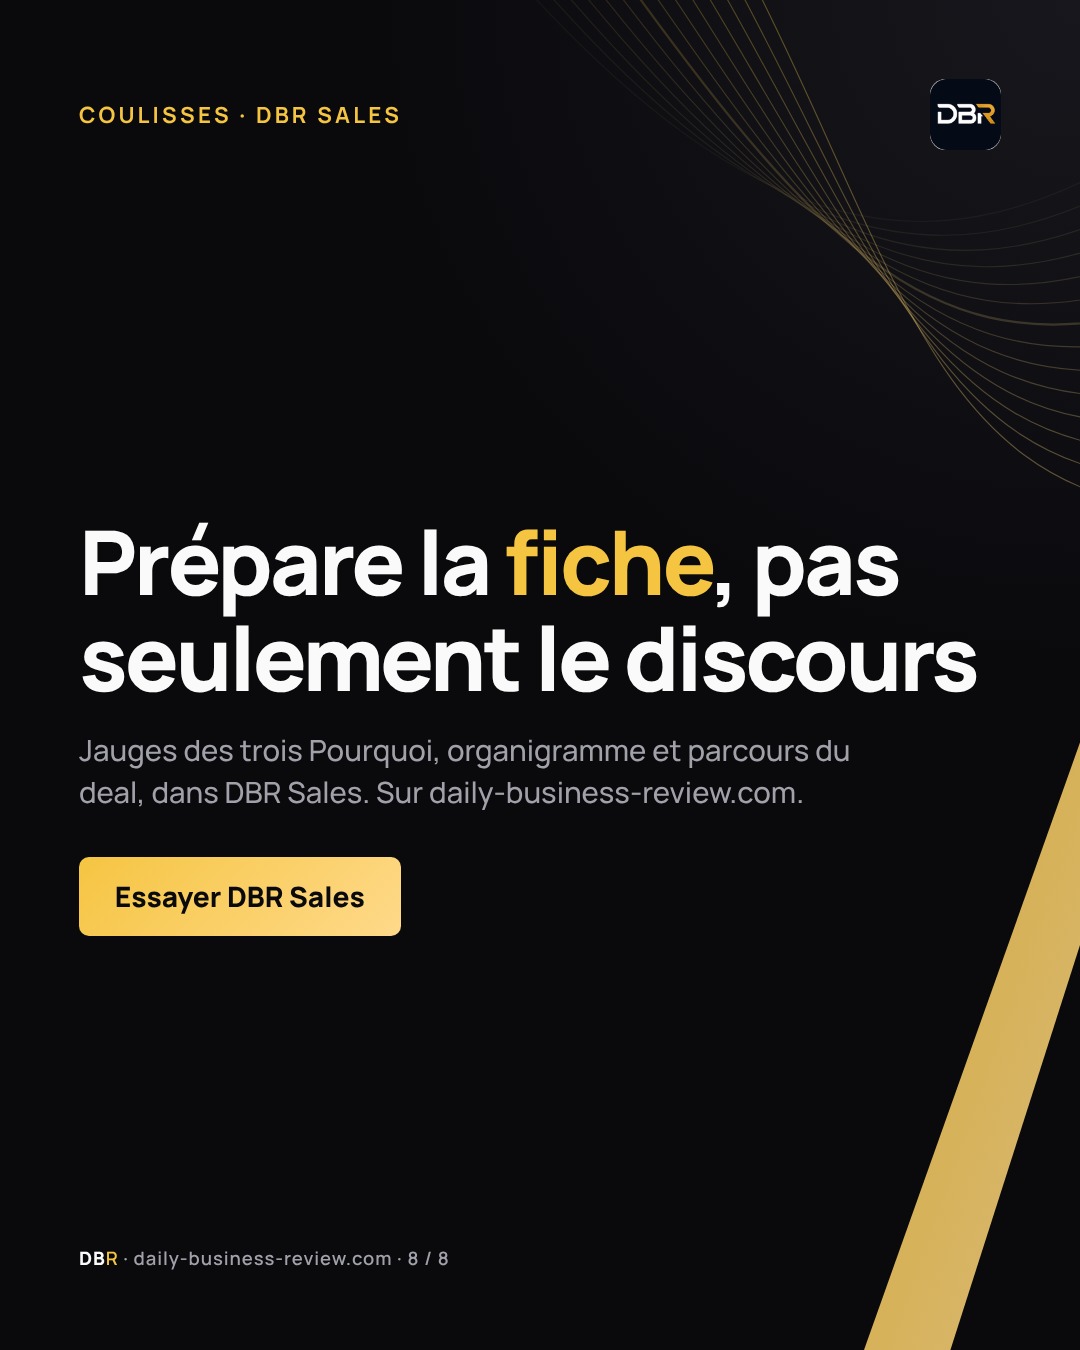 COULISSES · DBR SALES
DBR
Prépare la fiche, pas
seulement le discours
Jauges des trois Pourquoi, organigramme et parcours du
deal, dans DBR Sales. Sur daily-business-review.com.
Essayer DBR Sales
DBR · daily-business-review.com · 8 / 8